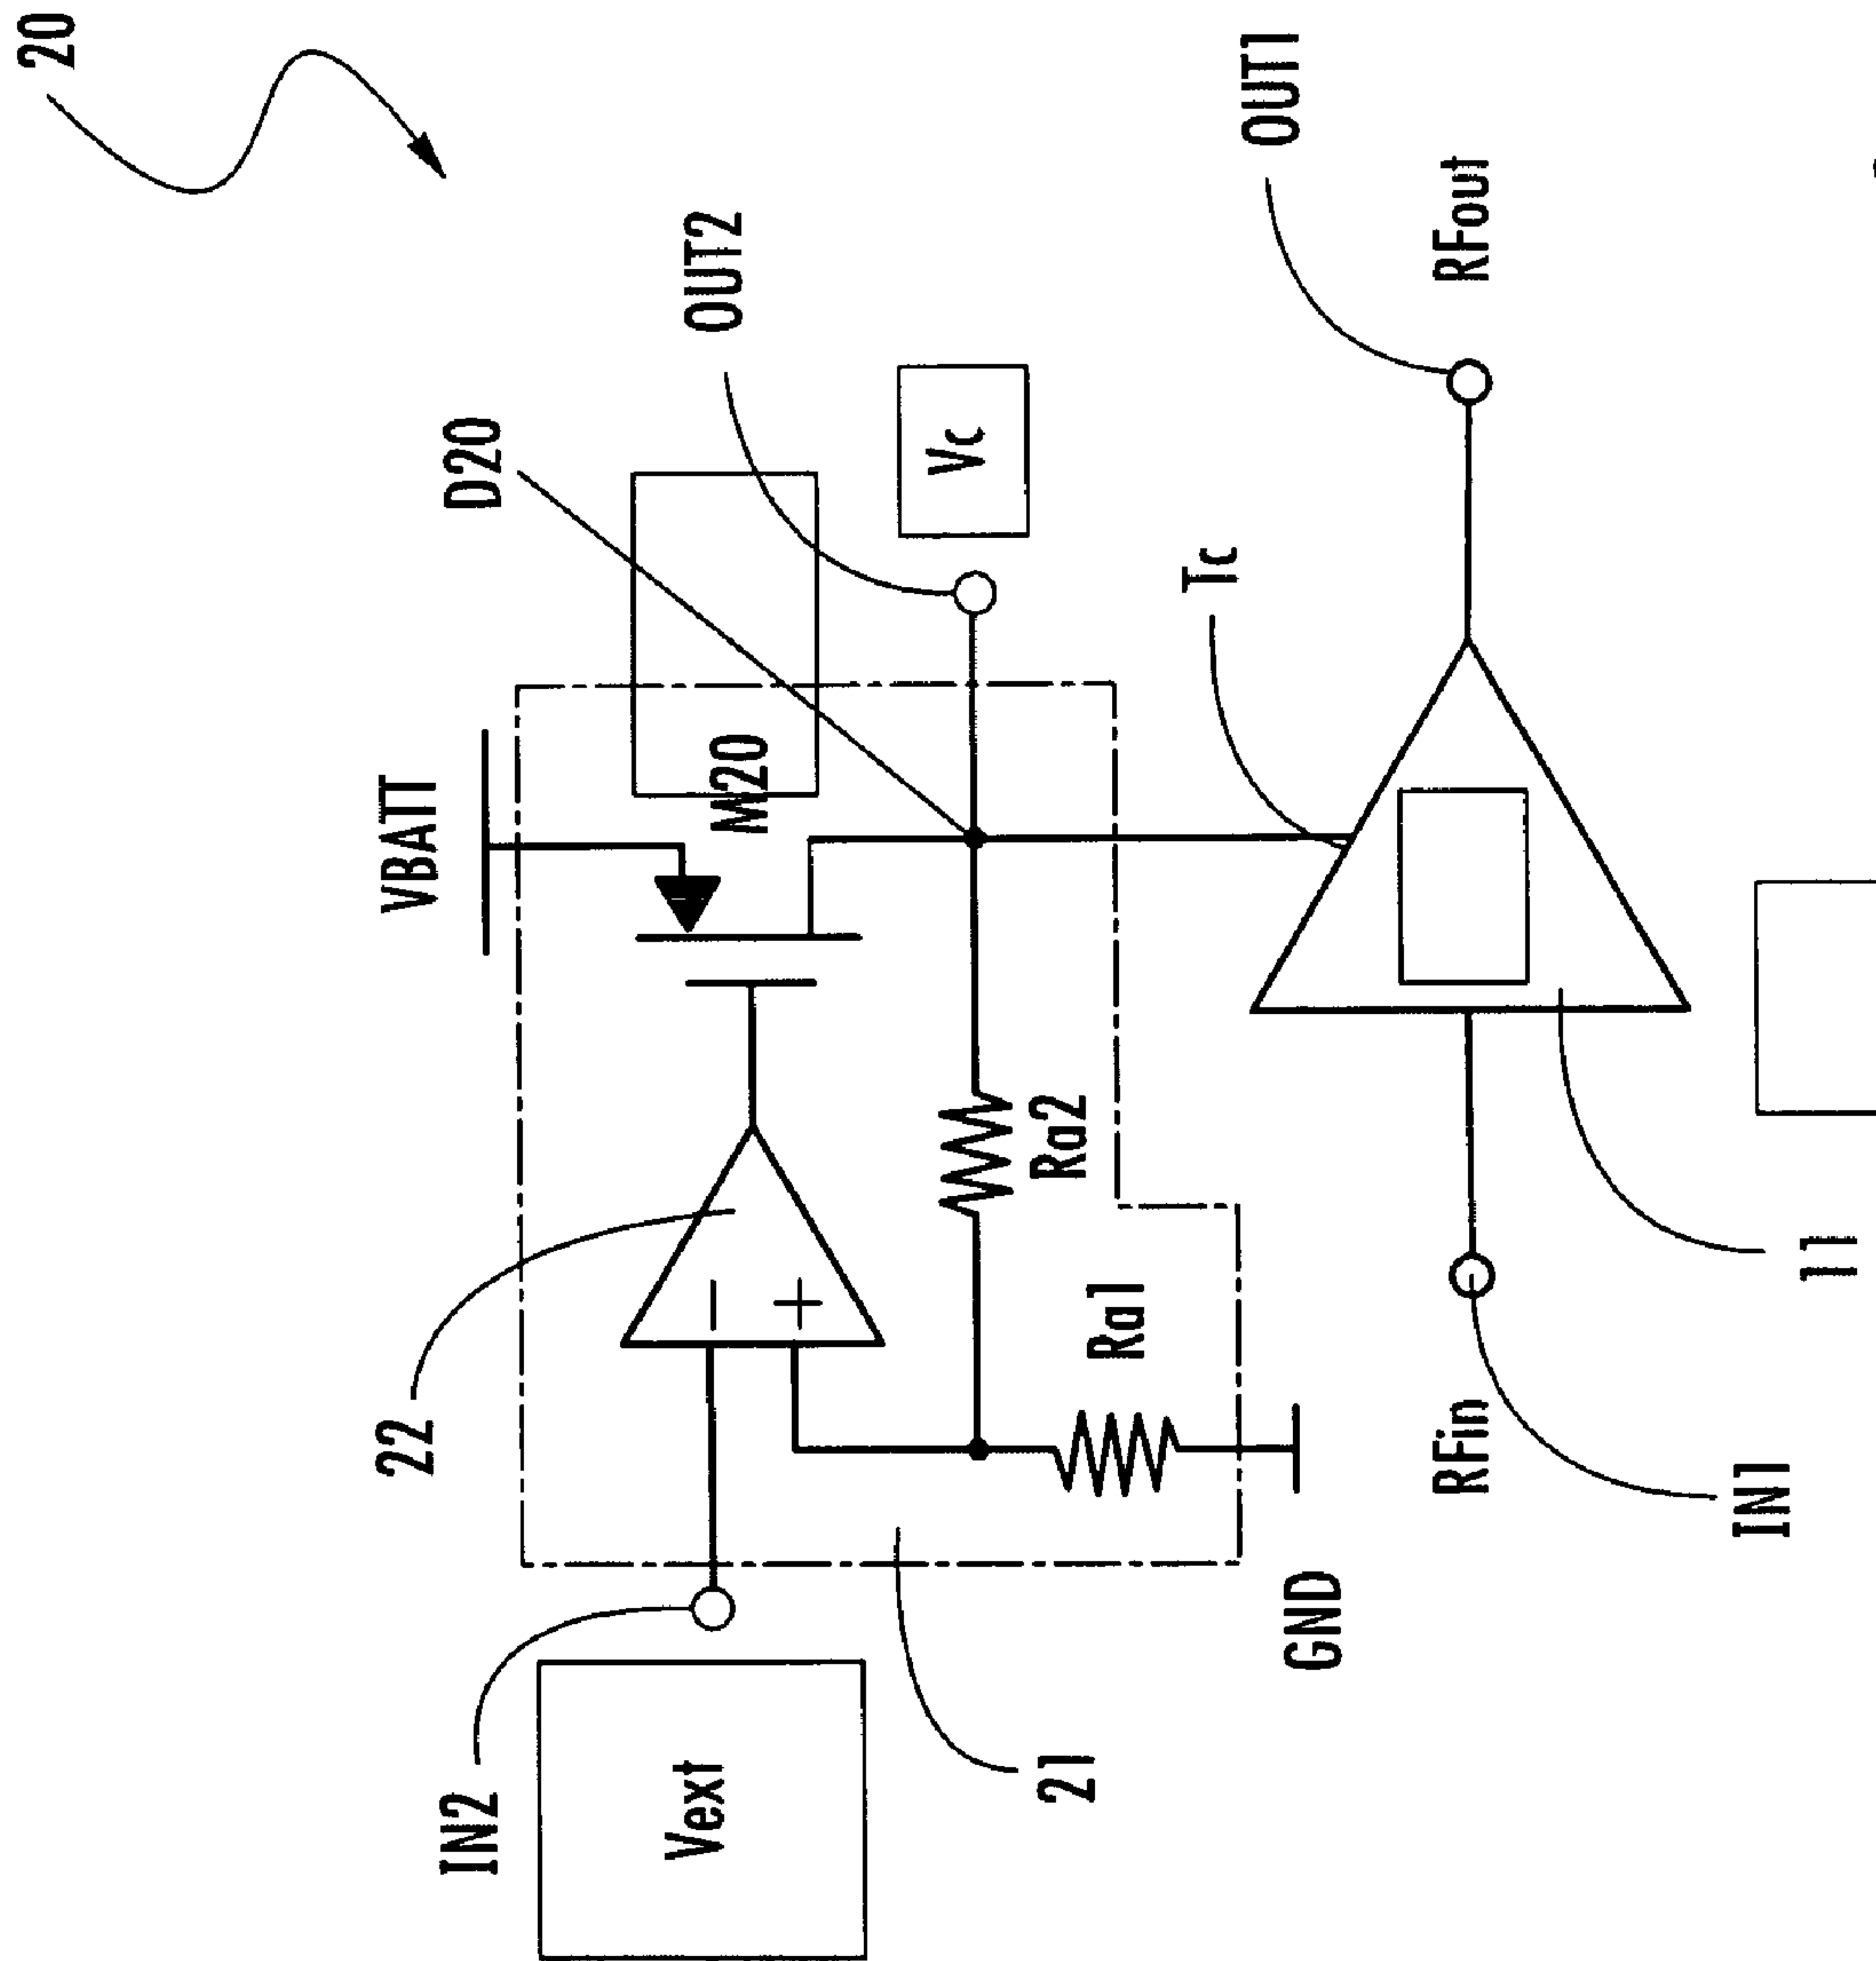 20
VBATT
D20
OUT2
22
M20
IN2
Vext
Vc
Ra2
Ra1
21
Tc
OUT1
GND
RFin
RFout
IN1
11